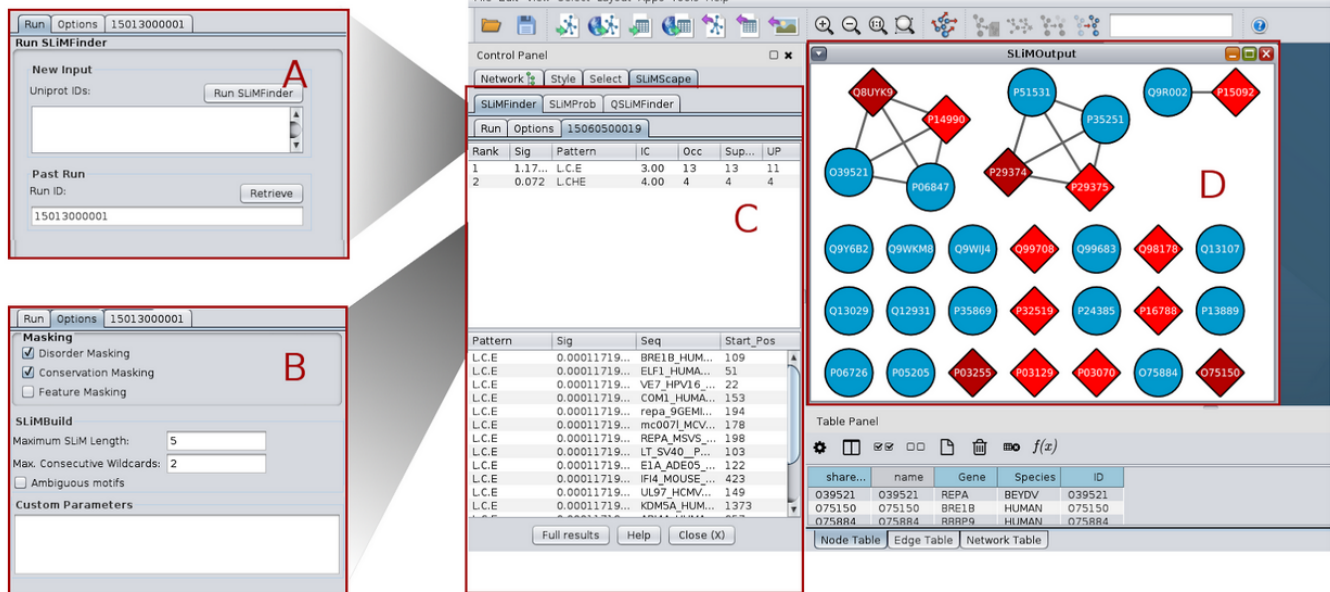 Run Options 15013000001
Run SLiMFinder
New Input
A
Uniprot IDs:
Run SLiMFinder
Past Run
Run ID:
Retrieve
15013000001
Run Options 15013000001
Masking
Disorder Masking
Conservation Masking
B
Feature Masking
SLiMBuild
Maximum SLiM Length: 5
Max. Consecutive Wildcards: 2
Ambiguous motifs
Custom Parameters
Control Panel
Network Style Select SLiMScape
SLiMFinder SLiMProb QSLiMFinder
Run Options 15060500019
Rank Sig Pattern IC Occ Sup... UP
1 1.17... L.C.E 3.00 13 13 11
2 0.072 L.CHE 4.00 4 4 4
C
Pattern Sig Seq Start_Pos
L.C.E 0.00011719... BRE1B_HUM... 109
L.C.E 0.00011719... ELF1_HUMA... 51
L.C.E 0.00011719... VE7_HPV16_... 22
L.C.E 0.00011719... COM1_HUMA... 153
L.C.E 0.00011719... repa_9GEMI... 194
L.C.E 0.00011719... mc007l_MCV... 178
L.C.E 0.00011719... REPA_MSVS_... 198
L.C.E 0.00011719... LT_SV40__P... 103
L.C.E 0.00011719... E1A_ADE05_... 122
L.C.E 0.00011719... IFI4_MOUSE_... 423
L.C.E 0.00011719... UL97_HCMV... 149
L.C.E 0.00011719... KDM5A_HUM... 1373
Full results Help Close (X)
SLiMOutput
Q8UYK9 P51531 Q9R002 P15092
P14990 P35251
O39521 P06847 P29374 P29375
D
Q9Y6B2 Q9WKM8 Q9WIJ4 Q99708 Q99683 Q98178 Q13107
Q13029 Q12931 P35869 P32519 P24385 P16788 P13889
P06726 P05205 P03255 P03129 P03070 O75884 O75150
Table Panel
f(x)
share... name Gene Species ID
O39521 O39521 REPA BEYDV O39521
O75150 O75150 BRE1B HUMAN O75150
O75884 O75884 RBBP9 HUMAN O75884
Node Table Edge Table Network Table